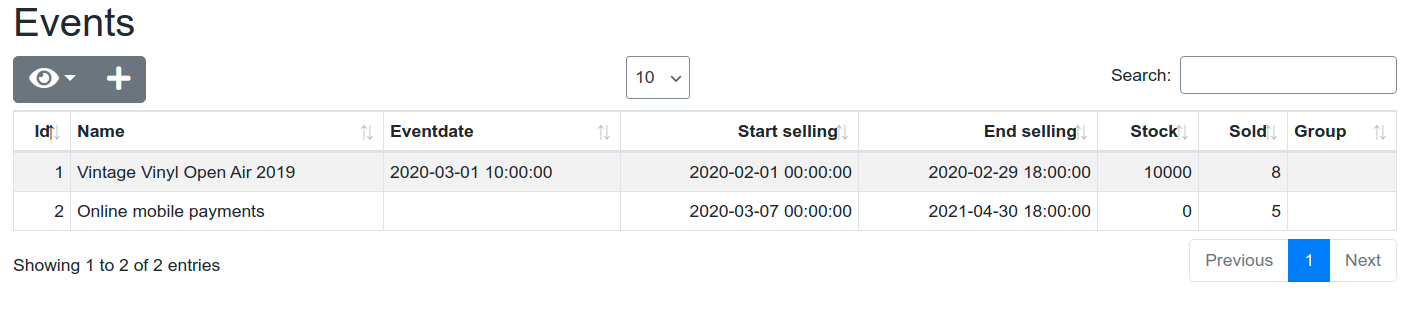 Events
10 Search:
Id Name Eventdate Start selling End selling Stock Sold Group
1 Vintage Vinyl Open Air 2019 2020-03-01 10:00:00 2020-02-01 00:00:00 2020-02-29 18:00:00 10000 8
2 Online mobile payments 2020-03-07 00:00:00 2021-04-30 18:00:00 0 5
Showing 1 to 2 of 2 entries Previous 1 Next